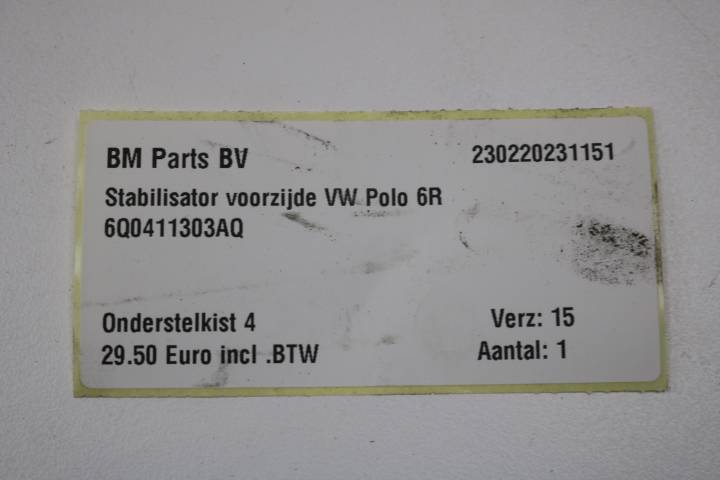 BM Parts BV
230220231151
Stabilisator voorzijde VW Polo 6R
6Q0411303AQ
Onderstelkist 4
Verz: 15
29.50 Euro incl .BTW
Aantal: 1